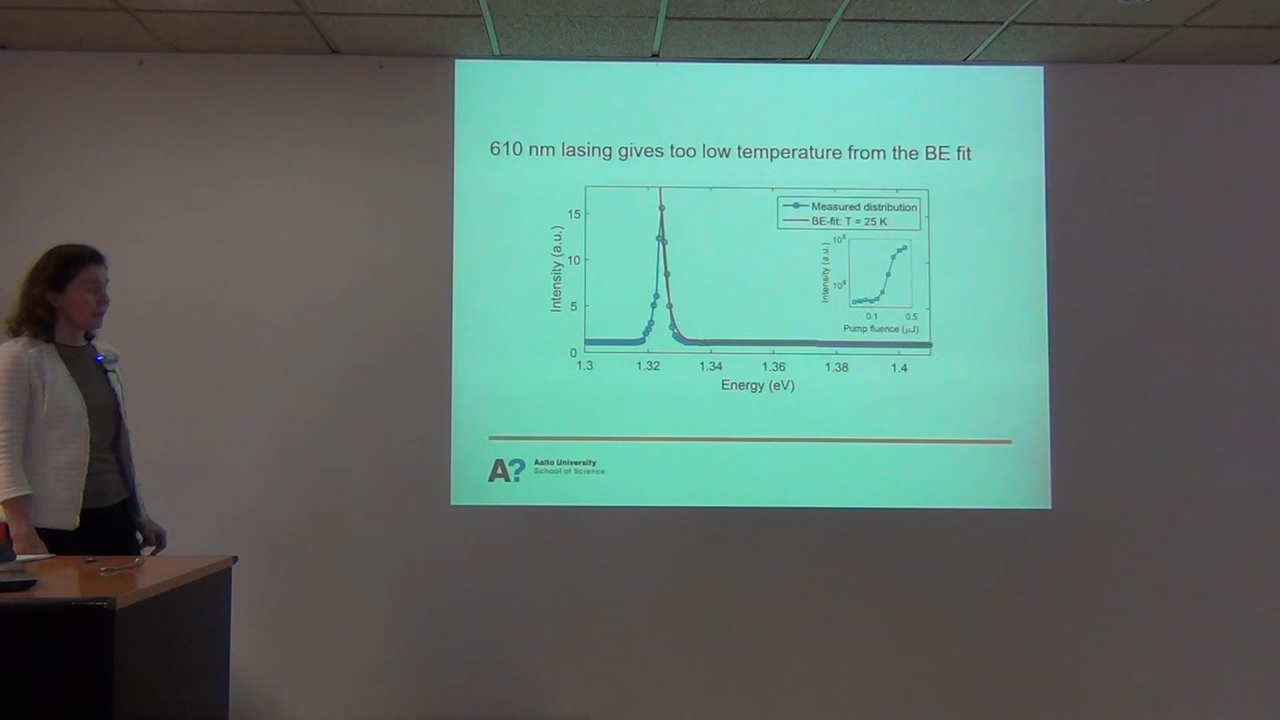 610 nm lasing gives too low temperature from the BE fit
Intensity (a.u.)
15
10
5
0
1.3 1.32 1.34 1.36 1.38 1.4
Energy (eV)
Measured distribution
BE-fit: T = 25 K
Intensity (a.u.)
10⁸
10⁶
0.1 0.5
Pump fluence (μJ)
A?
Aalto University
School of Science